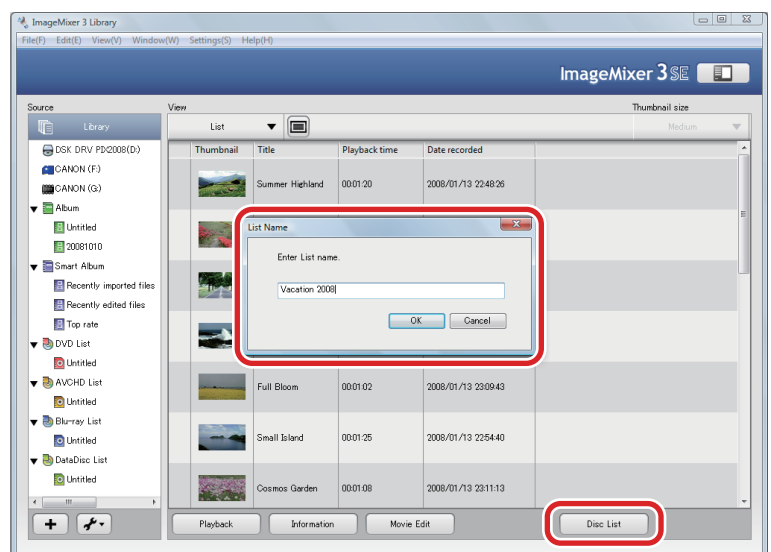 ImageMixer 3 Library
File(F) Edit(E) View(V) Window(W) Settings(S) Help(H)
ImageMixer 3 SE
Source
View
Thumbnail size
Library
List
Medium
Thumbnail Title Playback time Date recorded
DSK DRV PD2008(D:)
CANON (F:)
CANON (G:)
Album
Untitled
20081010
Smart Album
Recently imported files
Recently edited files
Top rate
DVD List
Untitled
AVCHD List
Untitled
Blu-ray List
Untitled
DataDisc List
Untitled
Summer Highland 00:01:20 2008/01/13 22:48:26
List Name
Enter List name.
Vacation 2008
OK Cancel
Full Bloom 00:01:02 2008/01/13 23:09:43
Small Island 00:01:25 2008/01/13 22:54:40
Cosmos Garden 00:01:08 2008/01/13 23:11:13
Playback Information Movie Edit Disc List